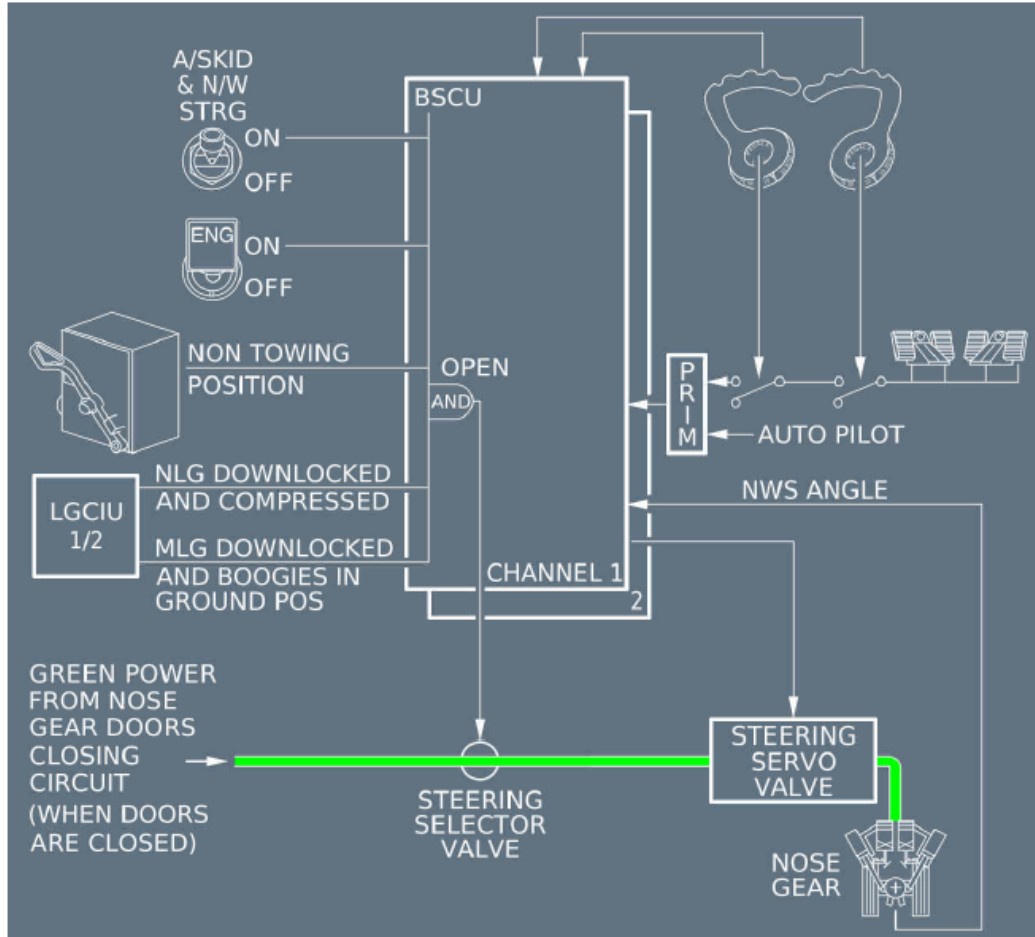 A/SKID
& N/W
STRG
ON
OFF
ENG
ON
OFF
NON TOWING
POSITION
LGCIU
1/2
NLG DOWNLOCKED
AND COMPRESSED
MLG DOWNLOCKED
AND BOOGIES IN
GROUND POS
BSCU
OPEN
AND
CHANNEL 1
2
PRIM
AUTO PILOT
NWS ANGLE
GREEN POWER
FROM NOSE
GEAR DOORS
CLOSING
CIRCUIT
(WHEN DOORS
ARE CLOSED)
STEERING
SELECTOR
VALVE
STEERING
SERVO
VALVE
NOSE
GEAR